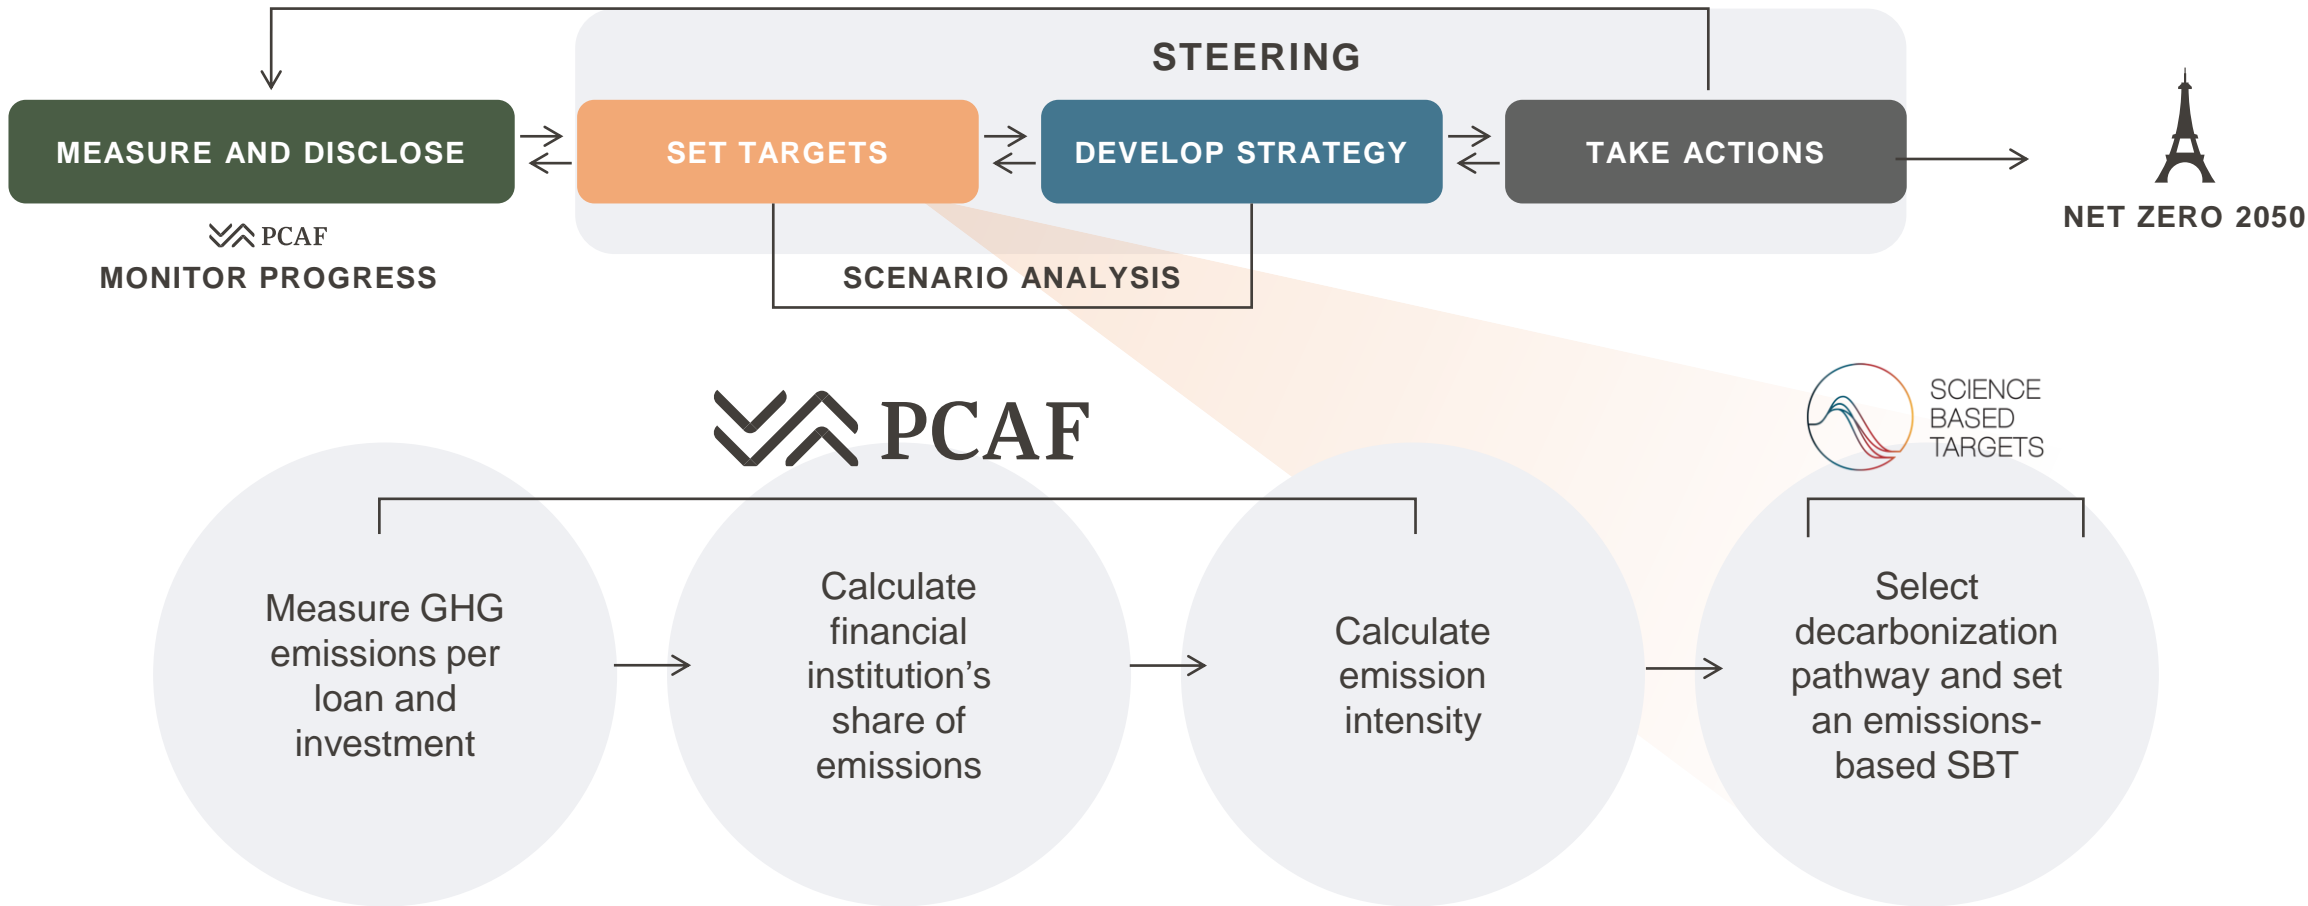 STEERING
MEASURE AND DISCLOSE
SET TARGETS
DEVELOP STRATEGY
TAKE ACTIONS
NET ZERO 2050
PCAF
MONITOR PROGRESS
SCENARIO ANALYSIS
PCAF
SCIENCE
BASED
TARGETS
Measure GHG
emissions per
loan and
investment
Calculate
financial
institution’s
share of
emissions
Calculate
emission
intensity
Select
decarbonization
pathway and set
an emissions-
based SBT